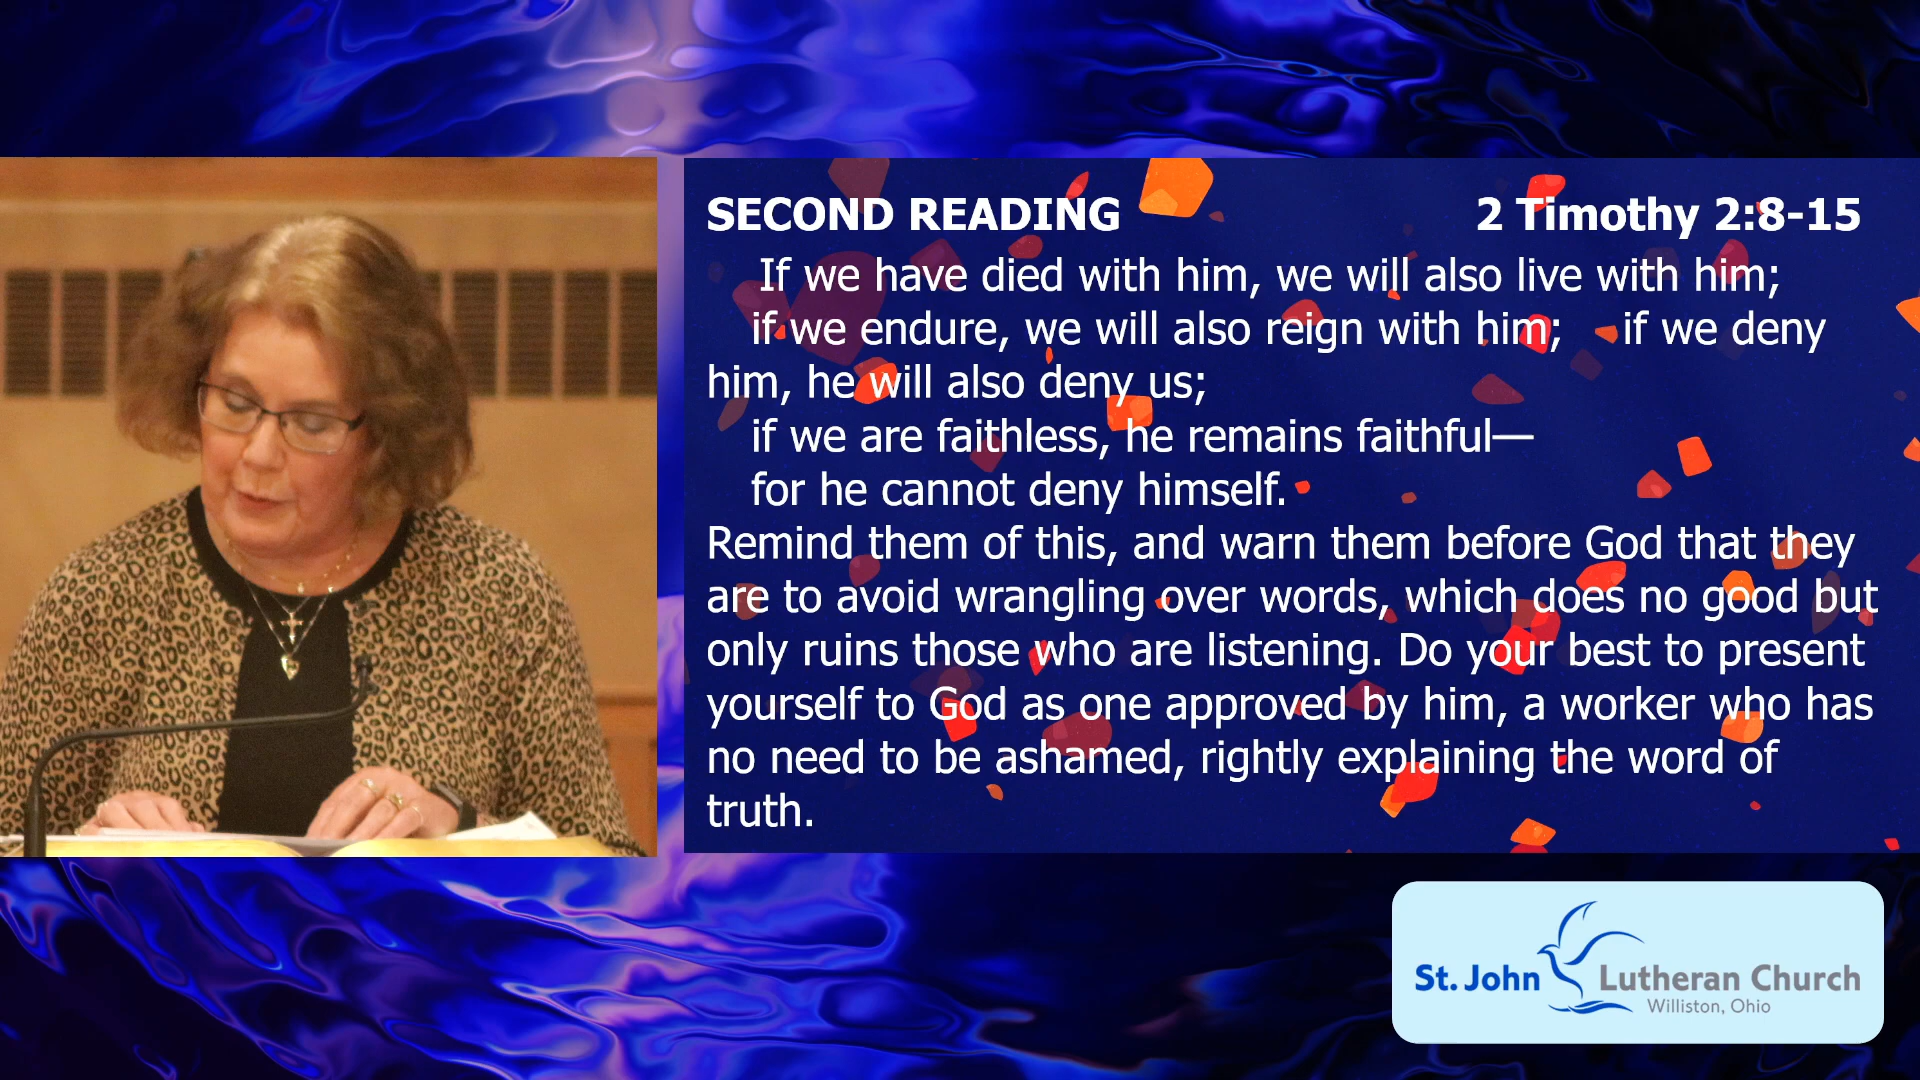 SECOND READING 2 Timothy 2:8-15
If we have died with him, we will also live with him;
if we endure, we will also reign with him; if we deny
him, he will also deny us;
if we are faithless, he remains faithful—
for he cannot deny himself.
Remind them of this, and warn them before God that they
are to avoid wrangling over words, which does no good but
only ruins those who are listening. Do your best to present
yourself to God as one approved by him, a worker who has
no need to be ashamed, rightly explaining the word of
truth.
St. John Lutheran Church
Williston, Ohio